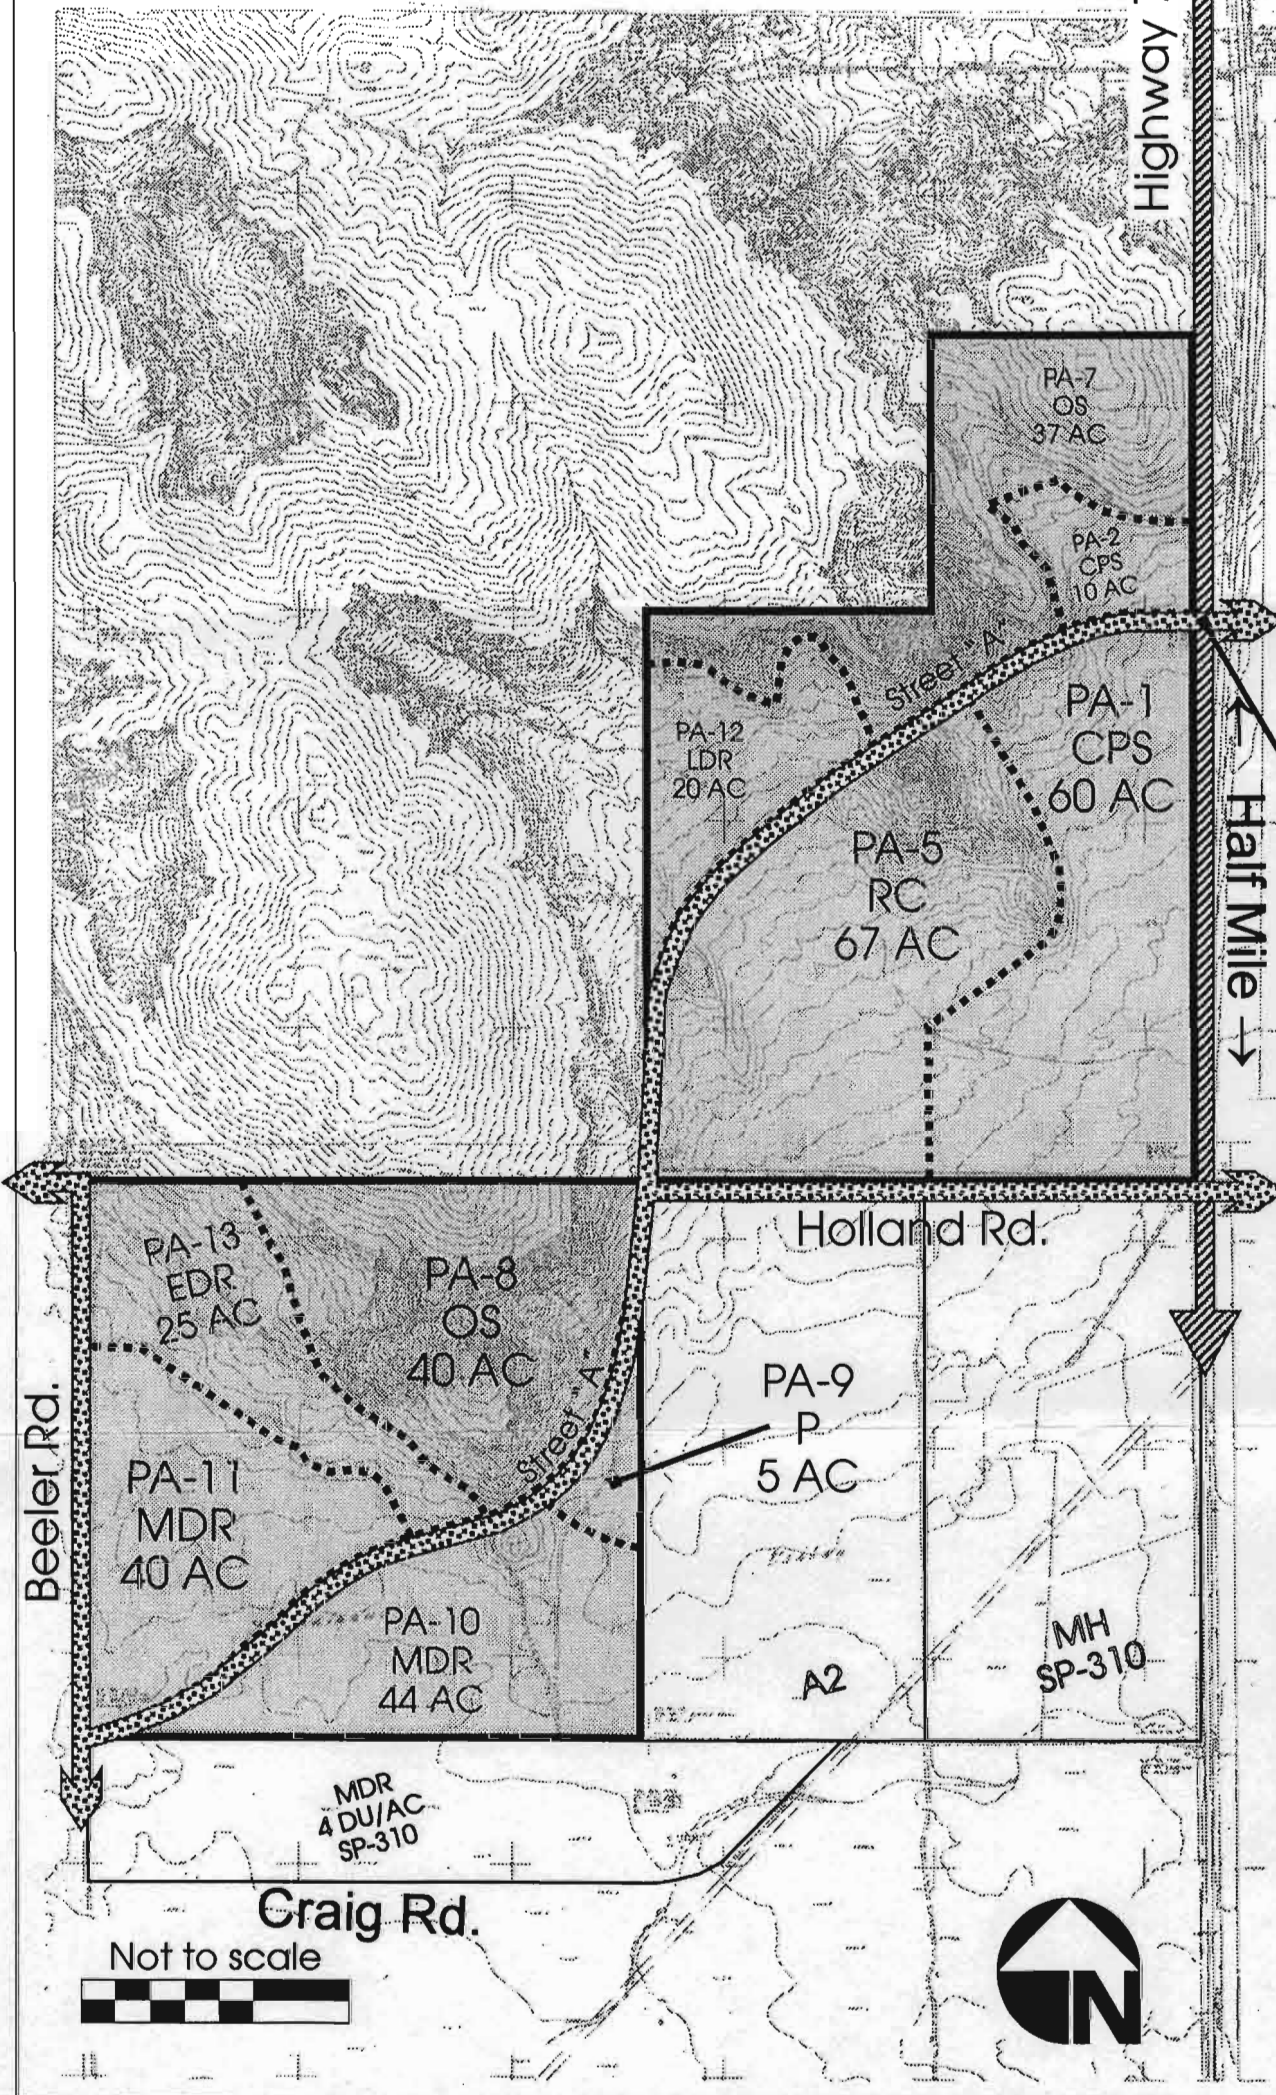 Highway
PA-7
OS
37 AC
PA-2
CPS
10 AC
Street "A"
PA-1
CPS
60 AC
PA-12
LDR
20 AC
PA-5
RC
67 AC
← Half Mile →
Holland Rd.
PA-13
EDR
25 AC
PA-8
OS
40 AC
Street "A"
PA-9
P
5 AC
Beeler Rd.
PA-11
MDR
40 AC
PA-10
MDR
44 AC
A2
MH
SP-310
MDR
4 DU/AC
SP-310
Craig Rd.
Not to scale
N